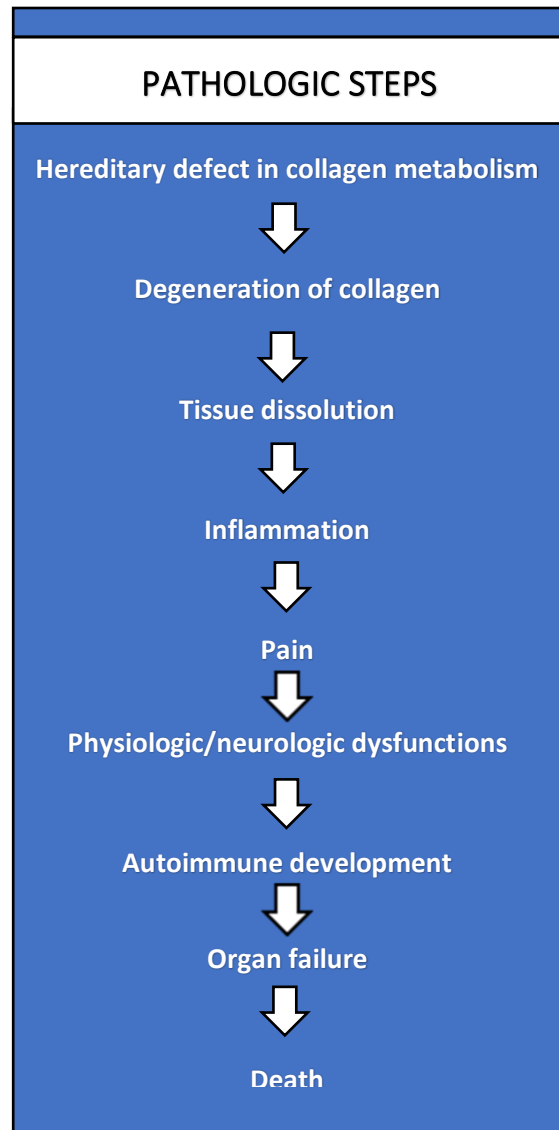 PATHOLOGIC STEPS
Hereditary defect in collagen metabolism
Degeneration of collagen
Tissue dissolution
Inflammation
Pain
Physiologic/neurologic dysfunctions
Autoimmune development
Organ failure
Death